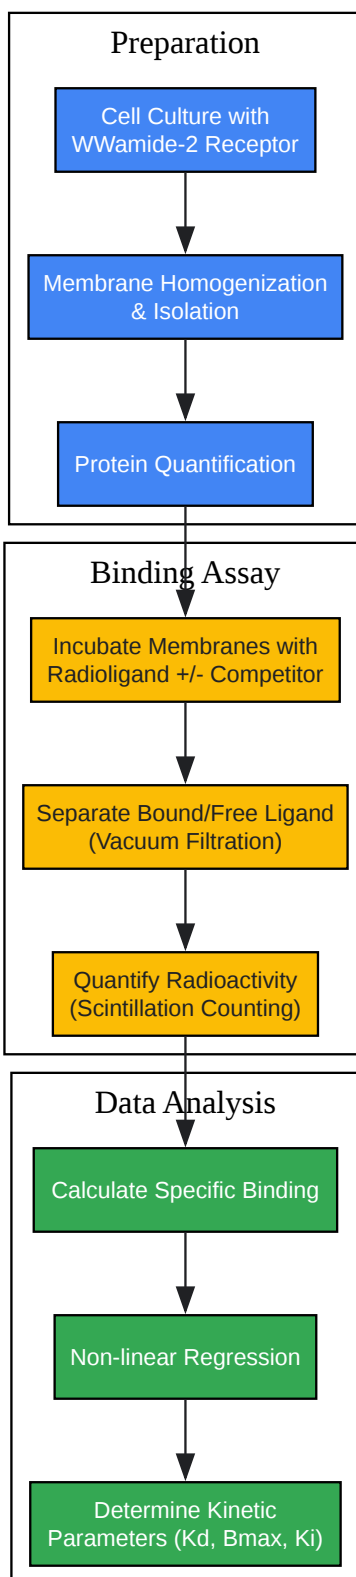 Preparation
Cell Culture with
WWamide-2 Receptor
Membrane Homogenization
& Isolation
Protein Quantification
Binding Assay
Incubate Membranes with
Radioligand +/- Competitor
Separate Bound/Free Ligand
(Vacuum Filtration)
Quantify Radioactivity
(Scintillation Counting)
Data Analysis
Calculate Specific Binding
Non-linear Regression
Determine Kinetic
Parameters (Kd, Bmax, Ki)